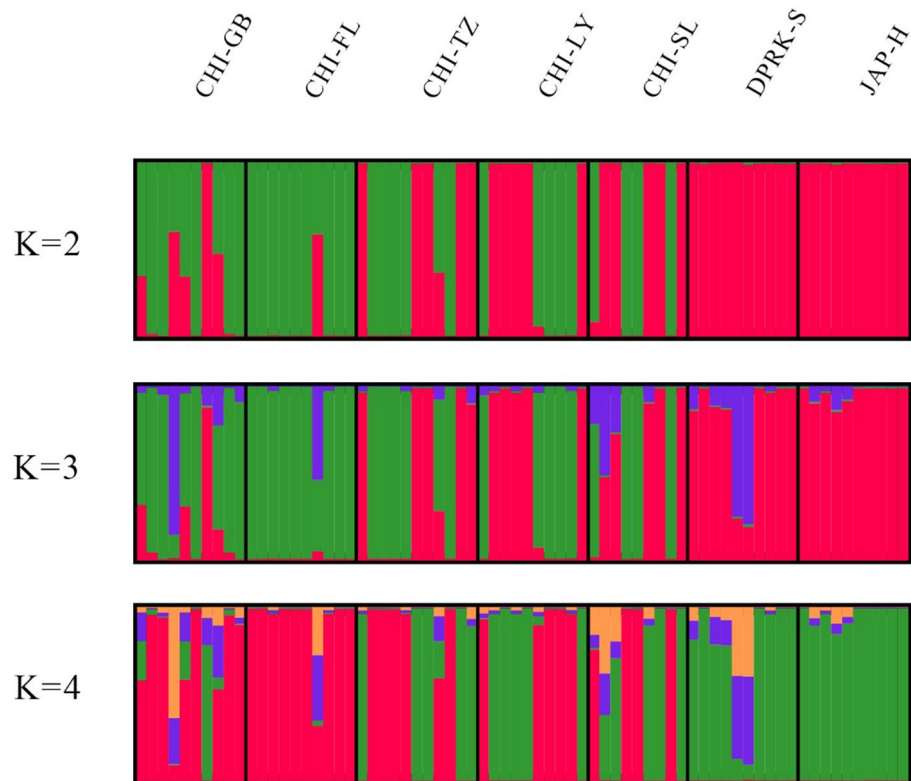 CHI-GB
CHI-FL
CHI-TZ
CHI-LY
CHI-SL
DPRK-S
JAP-H
K=2
K=3
K=4